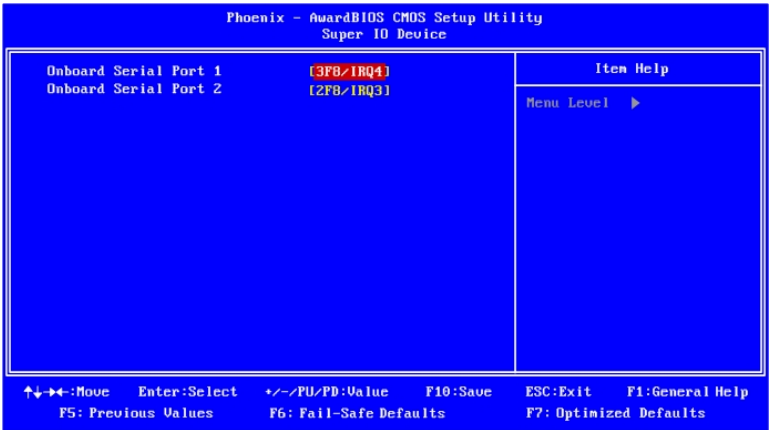 Phoenix - AwardBIOS CMOS Setup Utility
Super IO Device
Onboard Serial Port 1 [3F8/IRQ4]
Onboard Serial Port 2 [2F8/IRQ3]
Item Help
Menu Level ▶
↑↓→←:Move Enter:Select +/-/PU/PD:Value F10:Save ESC:Exit F1:General Help
F5: Previous Values F6: Fail-Safe Defaults F7: Optimized Defaults